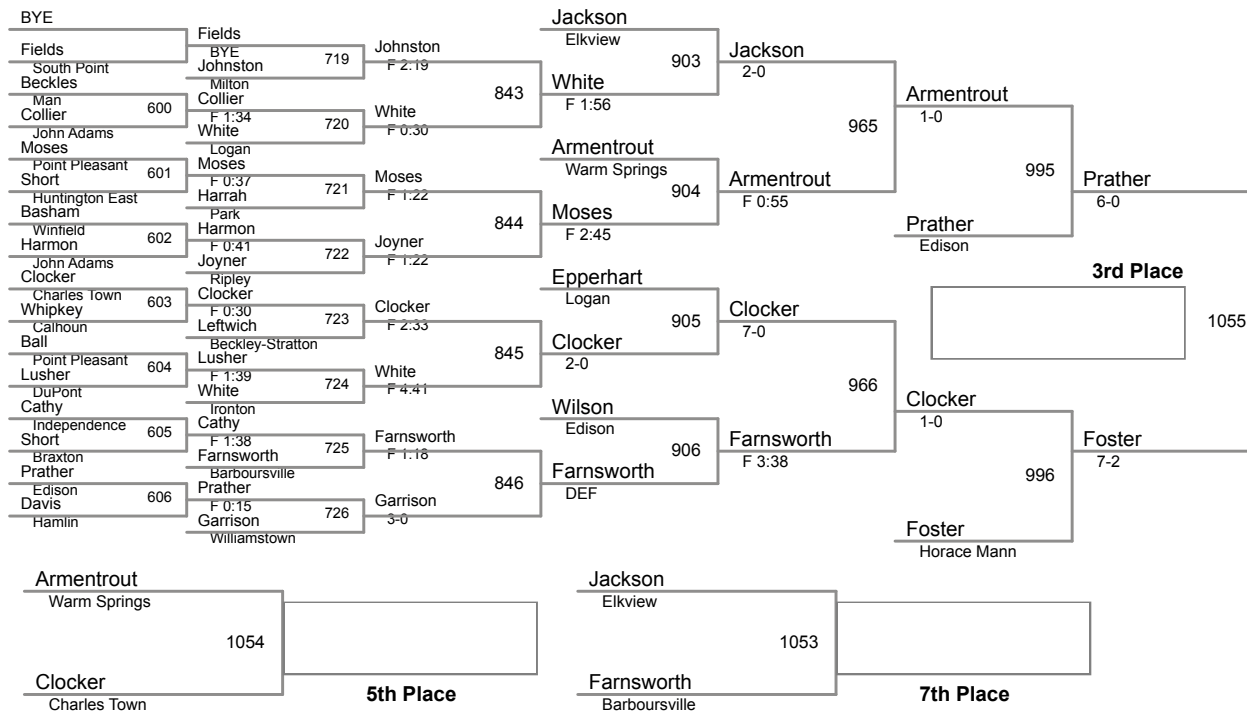 BYE
Fields
South Point
Beckles
Man
600
Collier
John Adams
Moses
Point Pleasant
601
Short
Huntington East
Basham
Winfield
602
Harmon
John Adams
Clocker
Charles Town
603
Whipkey
Calhoun
Ball
Point Pleasant
604
Lusher
DuPont
Cathy
Independence
605
Short
Braxton
Prather
Edison
606
Davis
Hamlin
Fields
BYE
719
Johnston
Milton
Collier
F 1:34
720
White
Logan
Moses
F 0:37
721
Harrah
Park
Harmon
F 0:41
722
Joyner
Ripley
Clocker
F 0:30
723
Leftwich
Beckley-Stratton
Lusher
F 1:39
724
White
Ironton
Cathy
F 1:38
725
Farnsworth
Barboursville
Prather
F 0:15
726
Garrison
Williamstown
Johnston
F 2:19
843
White
F 0:30
Moses
F 1:22
844
Joyner
F 1:22
Clocker
F 2:33
845
White
F 4:41
Farnsworth
F 1:18
846
Garrison
3-0
Jackson
Elkview
903
White
F 1:56
Armentrout
Warm Springs
904
Moses
F 2:45
Epperhart
Logan
905
Clocker
2-0
Wilson
Edison
906
Farnsworth
DEF
Jackson
2-0
965
Armentrout
F 0:55
Clocker
7-0
966
Farnsworth
F 3:38
Armentrout
1-0
995
Prather
Edison
Clocker
1-0
996
Foster
Horace Mann
Prather
6-0
3rd Place
1055
Foster
7-2
Armentrout
Warm Springs
1054
Clocker
Charles Town
5th Place
Jackson
Elkview
1053
Farnsworth
Barboursville
7th Place